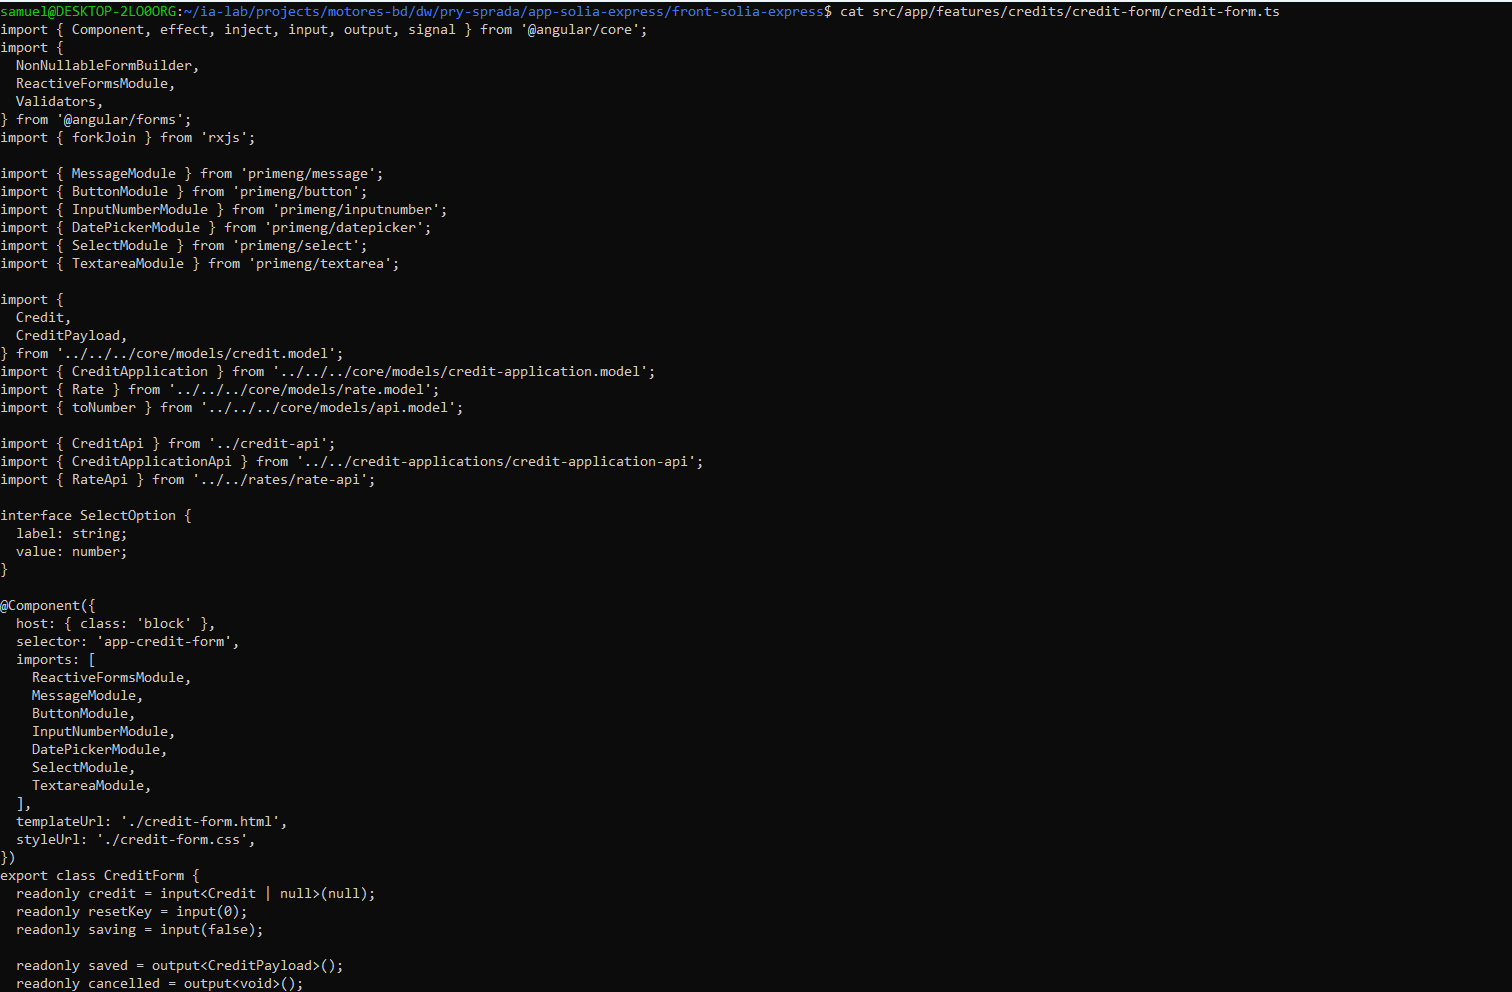 samuel@DESKTOP-2LO0ORG:~/ia-lab/projects/motores-bd/dw/pry-sprada/app-solia-express/front-solia-express$ cat src/app/features/credits/credit-form/credit-form.ts
import { Component, effect, inject, input, output, signal } from '@angular/core';
import {
  NonNullableFormBuilder,
  ReactiveFormsModule,
  Validators,
} from '@angular/forms';
import { forkJoin } from 'rxjs';

import { MessageModule } from 'primeng/message';
import { ButtonModule } from 'primeng/button';
import { InputNumberModule } from 'primeng/inputnumber';
import { DatePickerModule } from 'primeng/datepicker';
import { SelectModule } from 'primeng/select';
import { TextareaModule } from 'primeng/textarea';

import {
  Credit,
  CreditPayload,
} from '../../../core/models/credit.model';
import { CreditApplication } from '../../../core/models/credit-application.model';
import { Rate } from '../../../core/models/rate.model';
import { toNumber } from '../../../core/models/api.model';

import { CreditApi } from '../credit-api';
import { CreditApplicationApi } from '../../credit-applications/credit-application-api';
import { RateApi } from '../../rates/rate-api';

interface SelectOption {
  label: string;
  value: number;
}

@Component({
  host: { class: 'block' },
  selector: 'app-credit-form',
  imports: [
    ReactiveFormsModule,
    MessageModule,
    ButtonModule,
    InputNumberModule,
    DatePickerModule,
    SelectModule,
    TextareaModule,
  ],
  templateUrl: './credit-form.html',
  styleUrl: './credit-form.css',
})
export class CreditForm {
  readonly credit = input<Credit | null>(null);
  readonly resetKey = input(0);
  readonly saving = input(false);

  readonly saved = output<CreditPayload>();
  readonly cancelled = output<void>();